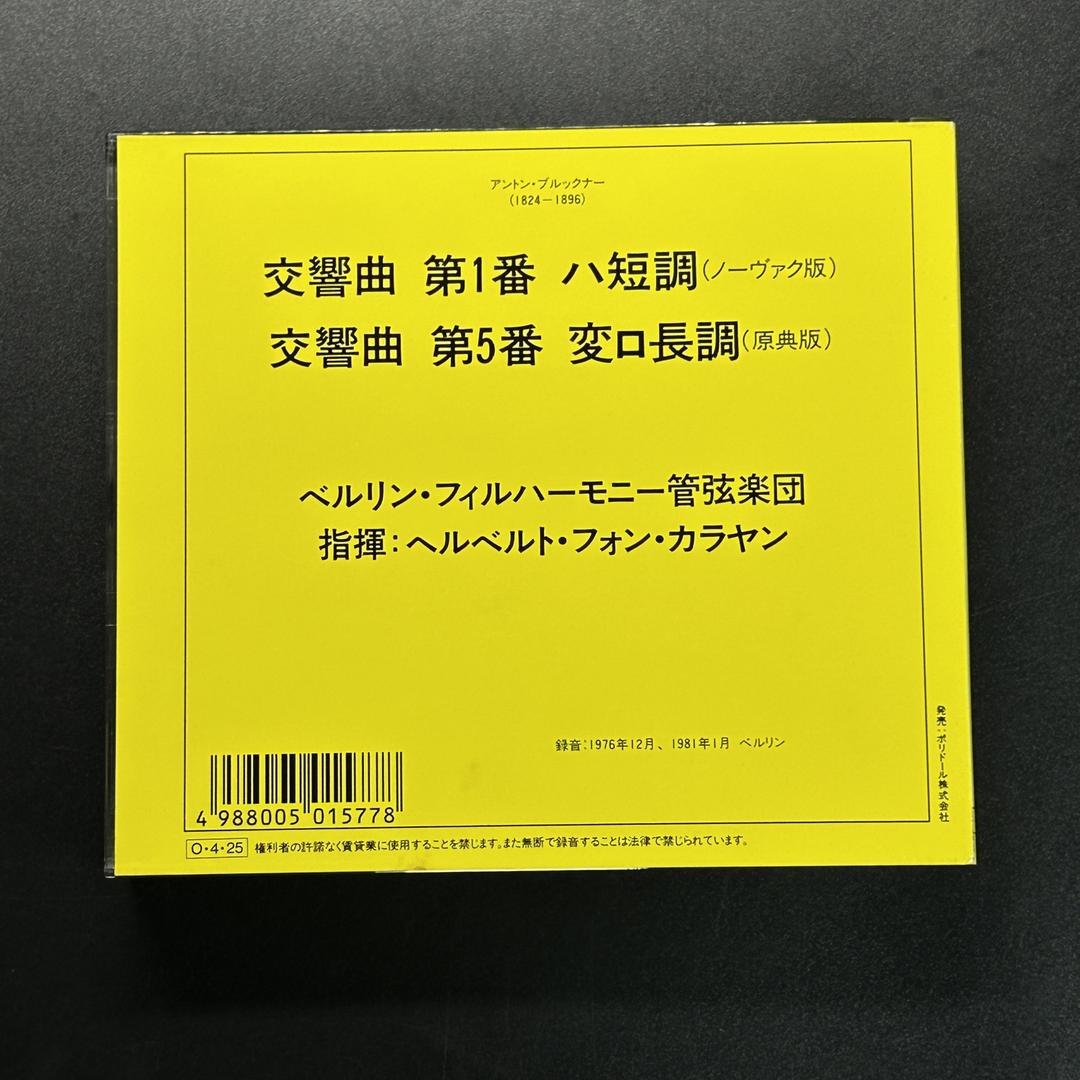 アントン・ブルックナー
(1824－1896)
交響曲 第1番 ハ短調(ノーヴァク版)
交響曲 第5番 変ロ長調(原典版)
ベルリン・フィルハーモニー管弦楽団
指揮：ヘルベルト・フォン・カラヤン
録音：1976年12月、1981年1月 ベルリン
発売：ポリドール株式会社
4 988005 015778
O・4・25 権利者の許諾なく賃貸業に使用することを禁じます。また無断で録音することは法律で禁じられています。